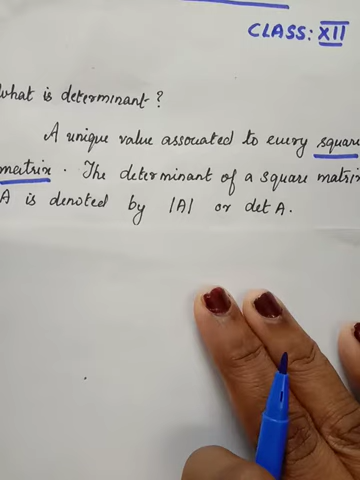 CLASS: XII
What is determinant?
A unique value associated to every square
matrix. The determinant of a square matrix
A is denoted by |A| or det A.